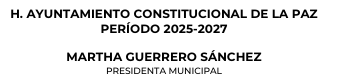 H. AYUNTAMIENTO CONSTITUCIONAL DE LA PAZ
PERÍODO 2025-2027
MARTHA GUERRERO SÁNCHEZ
PRESIDENTA MUNICIPAL